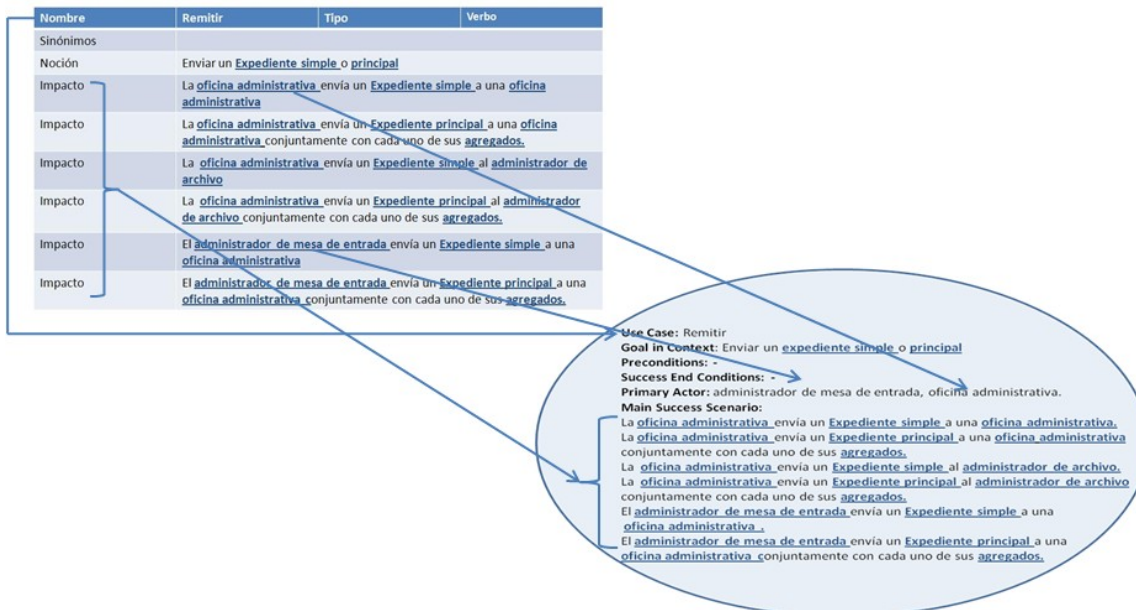 Nombre Remitir Tipo Verbo
Sinónimos
Noción Enviar un Expediente simple o principal
Impacto La oficina administrativa envía un Expediente simple a una oficina
administrativa
Impacto La oficina administrativa envía un Expediente principal a una oficina
administrativa conjuntamente con cada uno de sus agregados.
Impacto La oficina administrativa envía un Expediente simple al administrador de
archivo
Impacto La oficina administrativa envía un Expediente principal al administrador
de archivo conjuntamente con cada uno de sus agregados.
Impacto El administrador de mesa de entrada envía un Expediente simple a una
oficina administrativa
Impacto El administrador de mesa de entrada envía un Expediente principal a una
oficina administrativa conjuntamente con cada uno de sus agregados.
Use Case: Remitir
Goal in Context: Enviar un expediente simple o principal
Preconditions: -
Success End Conditions: -
Primary Actor: administrador de mesa de entrada, oficina administrativa.
Main Success Scenario:
La oficina administrativa envía un Expediente simple a una oficina administrativa.
La oficina administrativa envía un Expediente principal a una oficina administrativa
conjuntamente con cada uno de sus agregados.
La oficina administrativa envía un Expediente simple al administrador de archivo.
La oficina administrativa envía un Expediente principal al administrador de archivo
conjuntamente con cada uno de sus agregados.
El administrador de mesa de entrada envía un Expediente simple a una
oficina administrativa .
El administrador de mesa de entrada envía un Expediente principal a una
oficina administrativa conjuntamente con cada uno de sus agregados.